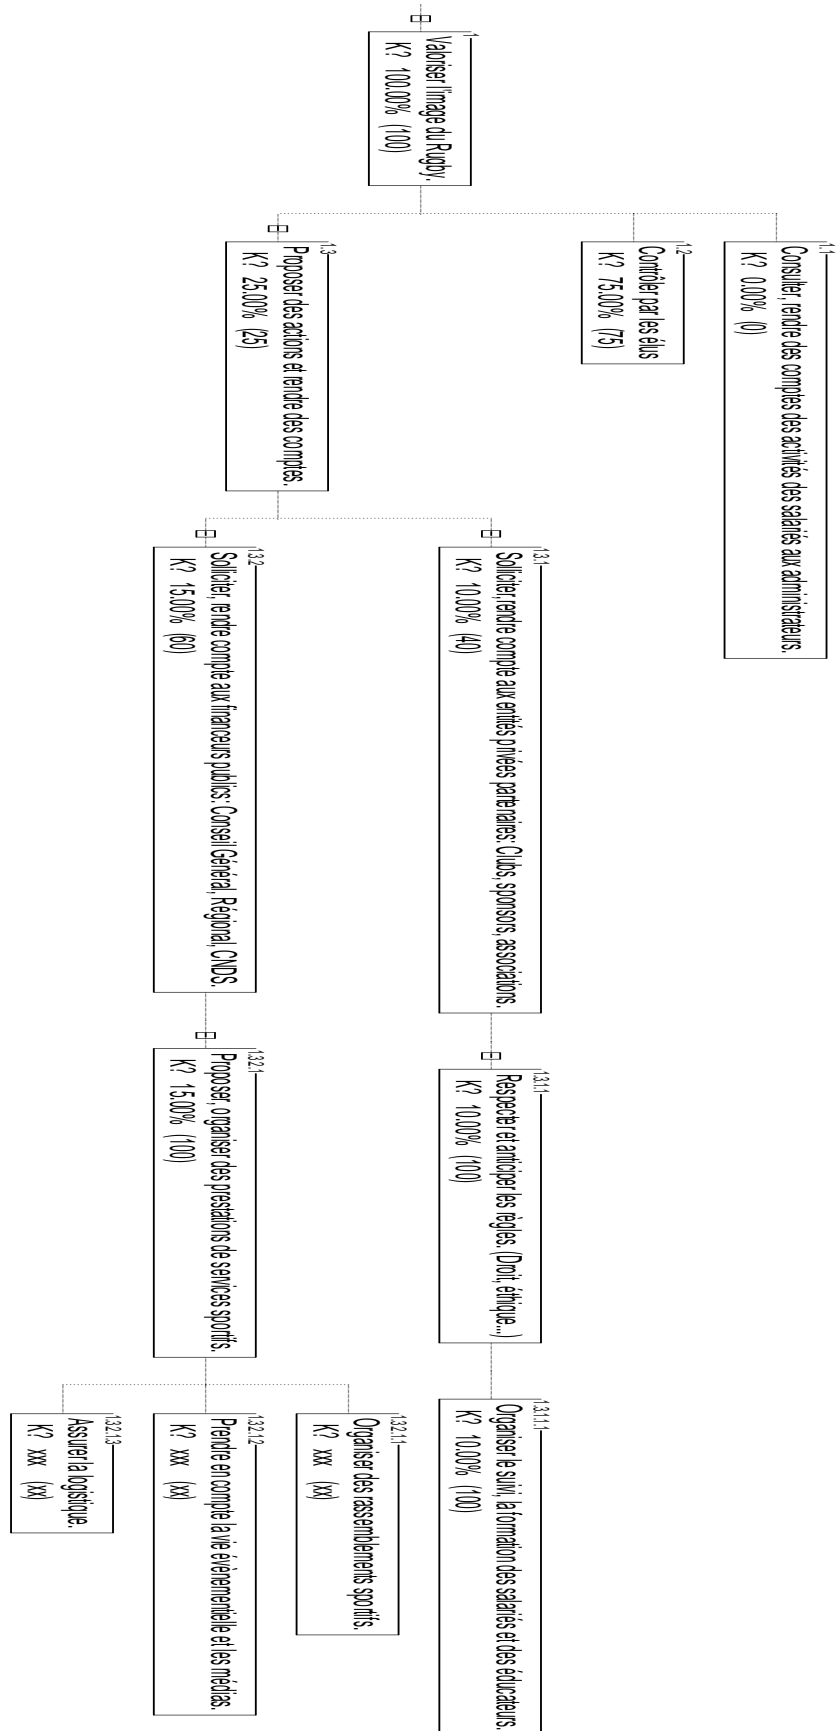 1
Valoriser l'image du Rugby.
K? 100.00% (100)
1.1
Consulter, rendre des comptes des activités des salariés aux administrateurs.
K? 0.00% (0)
1.2
Contrôler par les élus
K? 75.00% (75)
1.3
Proposer des actions et rendre des comptes.
K? 25.00% (25)
1.3.1
Solliciter, rendre compte aux entités privées partenaires: Clubs, sponsors, associations.
K? 10.00% (40)
1.3.1.1
Respecter et anticiper les règles. (Droit, éthique...)
K? 10.00% (100)
1.3.1.1.1
Organiser le suivi, la formation des salariés et des éducateurs.
K? 10.00% (100)
1.3.2
Solliciter, rendre compte aux financeurs publics: Conseil Général, Régional, CNDS.
K? 15.00% (60)
1.3.2.1
Proposer, organiser des prestations de services sportifs.
K? 15.00% (100)
1.3.2.1.1
Organiser des rassemblements sportifs.
K? xxx (xx)
1.3.2.1.2
Prendre en compte la vie événementielle et les médias.
K? xxx (xx)
1.3.2.1.3
Assurer la logistique.
K? xxx (xx)